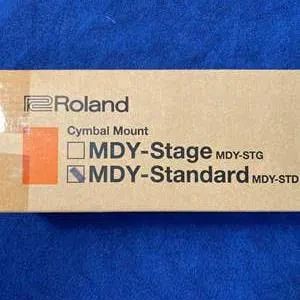 Roland
Cymbal Mount
MDY-Stage MDY-STG
MDY-Standard MDY-STD